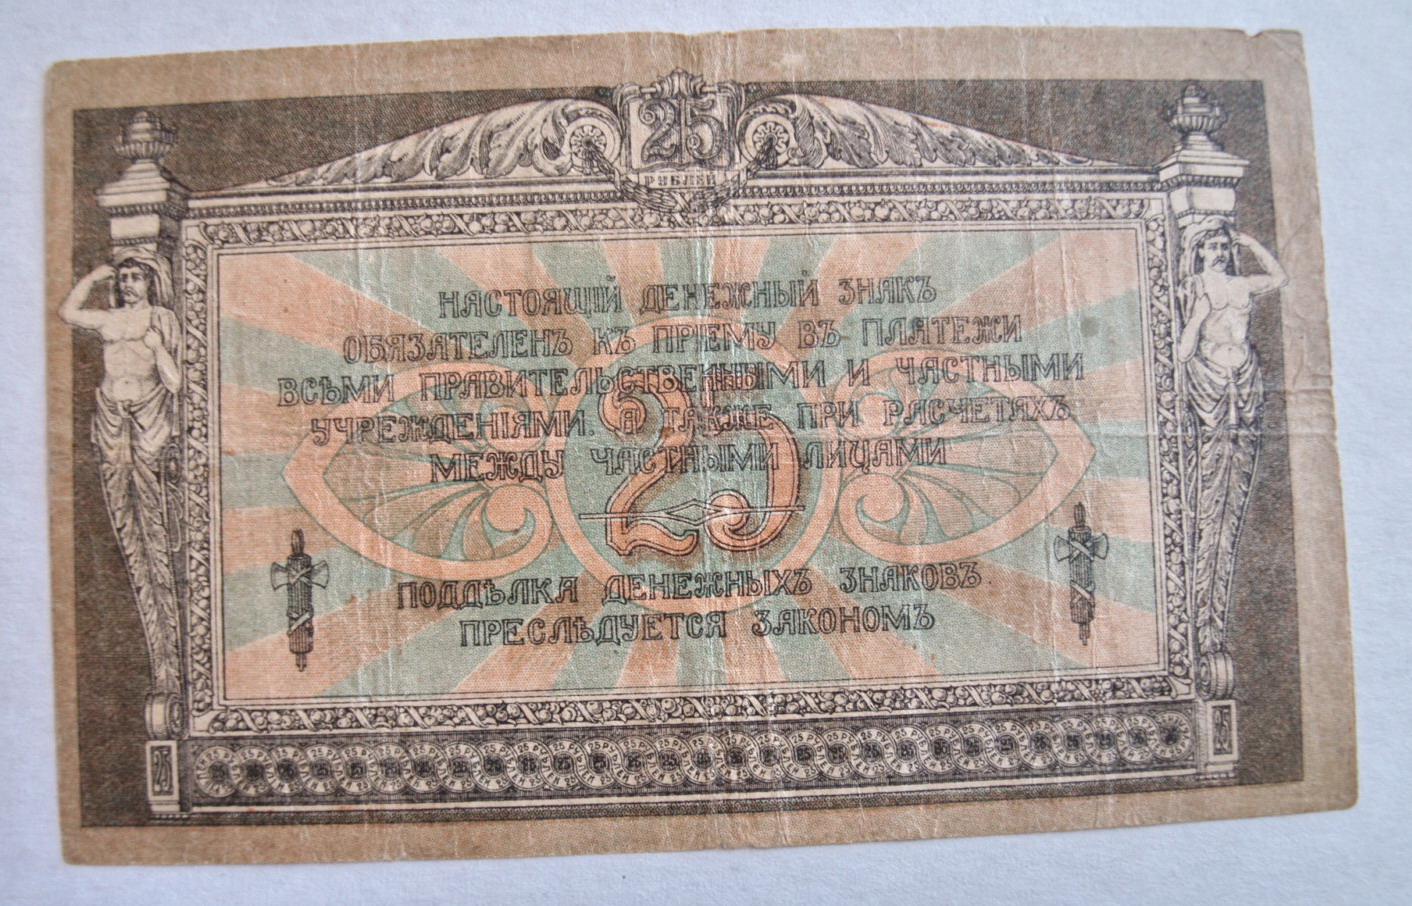 25
РУБЛЕЙ
НАСТОЯЩІЙ ДЕНЕЖНЫЙ ЗНАКЪ
ОБЯЗАТЕЛЕНЪ КЪ ПРІЕМУ ВЪ ПЛАТЕЖИ
ВСѢМИ ПРАВИТЕЛЬСТВЕННЫМИ И ЧАСТНЫМИ
УЧРЕЖДЕНІЯМИ. А ТАКЖЕ ПРИ РАСЧЕТАХЪ
МЕЖДУ ЧАСТНЫМИ ЛИЦАМИ
25
ПОДДѢЛКА ДЕНЕЖНЫХЪ ЗНАКОВЪ
ПРЕСЛѢДУЕТСЯ ЗАКОНОМЪ
25
25